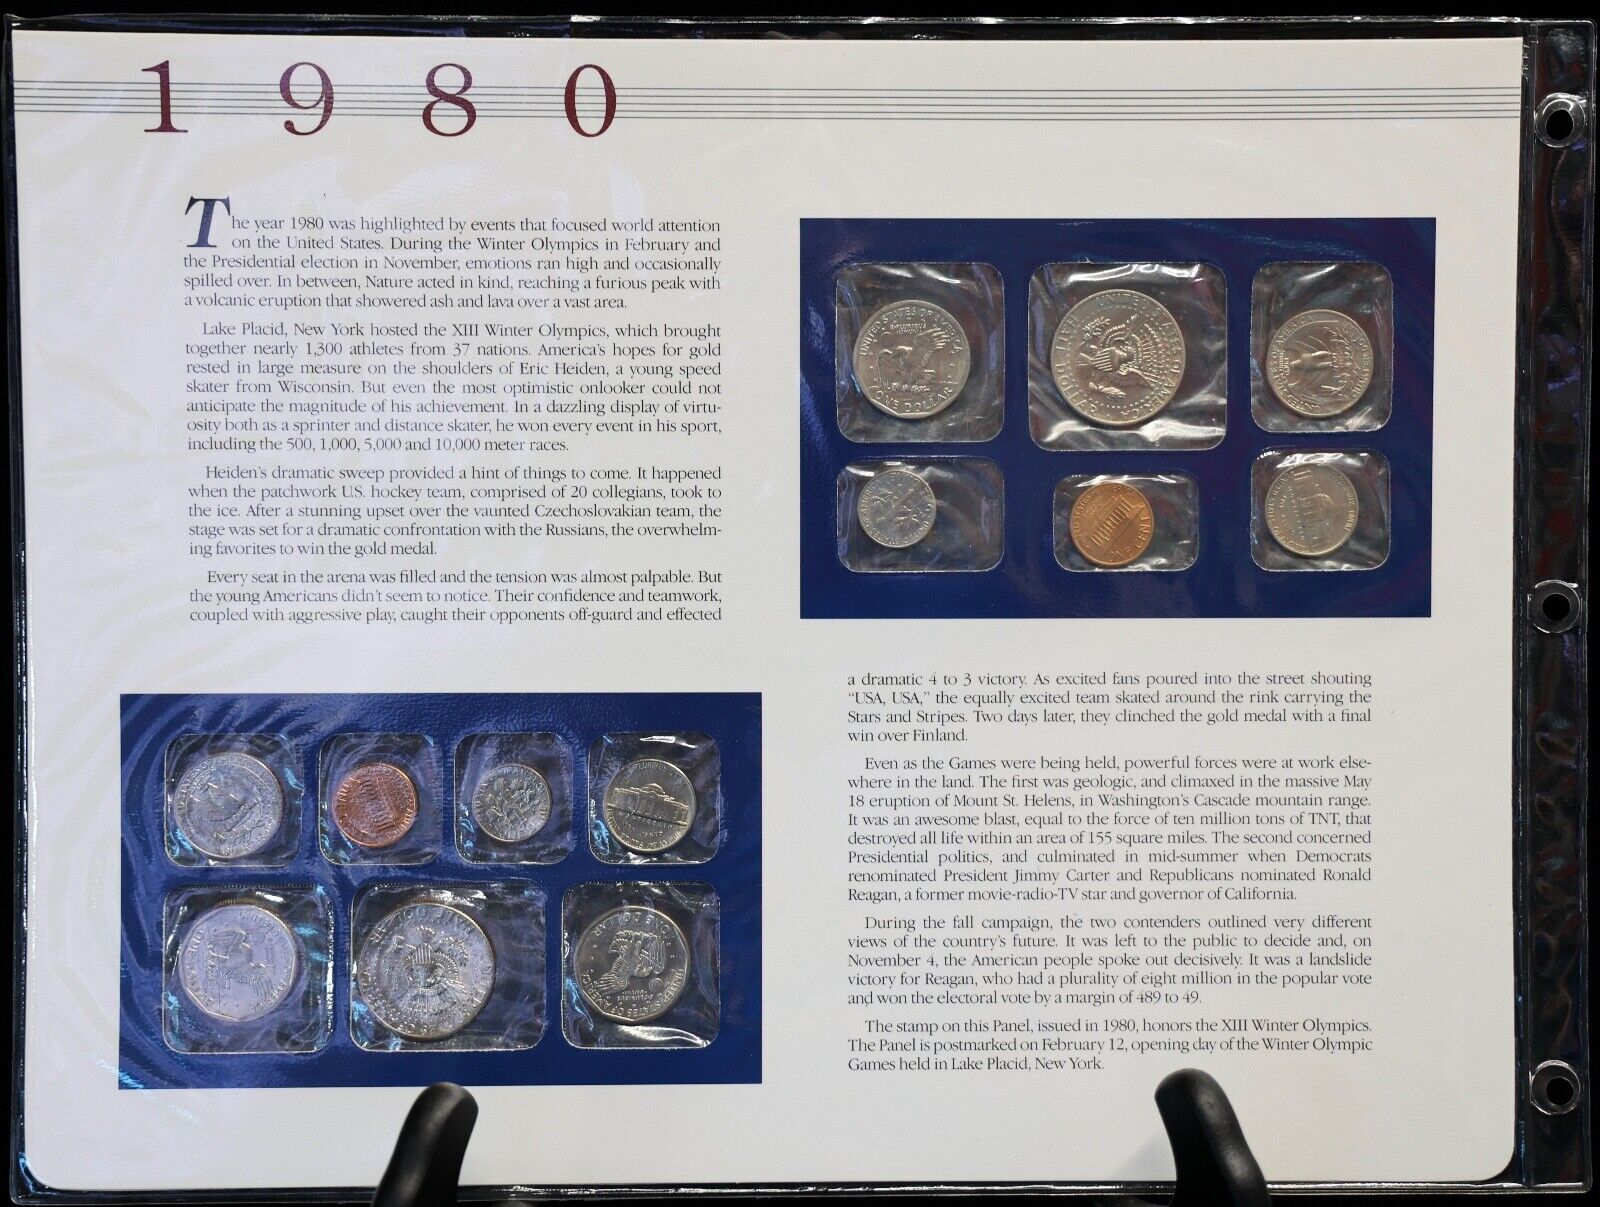 1980
The year 1980 was highlighted by events that focused world attention
on the United States. During the Winter Olympics in February and
the Presidential election in November, emotions ran high and occasionally
spilled over. In between, Nature acted in kind, reaching a furious peak with
a volcanic eruption that showered ash and lava over a vast area.
Lake Placid, New York hosted the XIII Winter Olympics, which brought
together nearly 1,300 athletes from 37 nations. America's hopes for gold
rested in large measure on the shoulders of Eric Heiden, a young speed
skater from Wisconsin. But even the most optimistic onlooker could not
anticipate the magnitude of his achievement. In a dazzling display of virtu-
osity both as a sprinter and distance skater, he won every event in his sport,
including the 500, 1,000, 5,000 and 10,000 meter races.
Heiden's dramatic sweep provided a hint of things to come. It happened
when the patchwork U.S. hockey team, comprised of 20 collegians, took to
the ice. After a stunning upset over the vaunted Czechoslovakian team, the
stage was set for a dramatic confrontation with the Russians, the overwhelm-
ing favorites to win the gold medal.
Every seat in the arena was filled and the tension was almost palpable. But
the young Americans didn't seem to notice. Their confidence and teamwork,
coupled with aggressive play, caught their opponents off-guard and effected
a dramatic 4 to 3 victory. As excited fans poured into the street shouting
"USA, USA," the equally excited team skated around the rink carrying the
Stars and Stripes. Two days later, they clinched the gold medal with a final
win over Finland.
Even as the Games were being held, powerful forces were at work else-
where in the land. The first was geologic, and climaxed in the massive May
18 eruption of Mount St. Helens, in Washington's Cascade mountain range.
It was an awesome blast, equal to the force of ten million tons of TNT, that
destroyed all life within an area of 155 square miles. The second concerned
Presidential politics, and culminated in mid-summer when Democrats
renominated President Jimmy Carter and Republicans nominated Ronald
Reagan, a former movie-radio-TV star and governor of California.
During the fall campaign, the two contenders outlined very different
views of the country's future. It was left to the public to decide and, on
November 4, the American people spoke out decisively. It was a landslide
victory for Reagan, who had a plurality of eight million in the popular vote
and won the electoral vote by a margin of 489 to 49.
The stamp on this Panel, issued in 1980, honors the XIII Winter Olympics.
The Panel is postmarked on February 12, opening day of the Winter Olympic
Games held in Lake Placid, New York.
UNITED STATES OF AMERICA
ONE DOLLAR
UNITED STATES OF AMERICA
HALF DOLLAR
ONE CENT
HALF DOLLAR
ONE DOLLAR